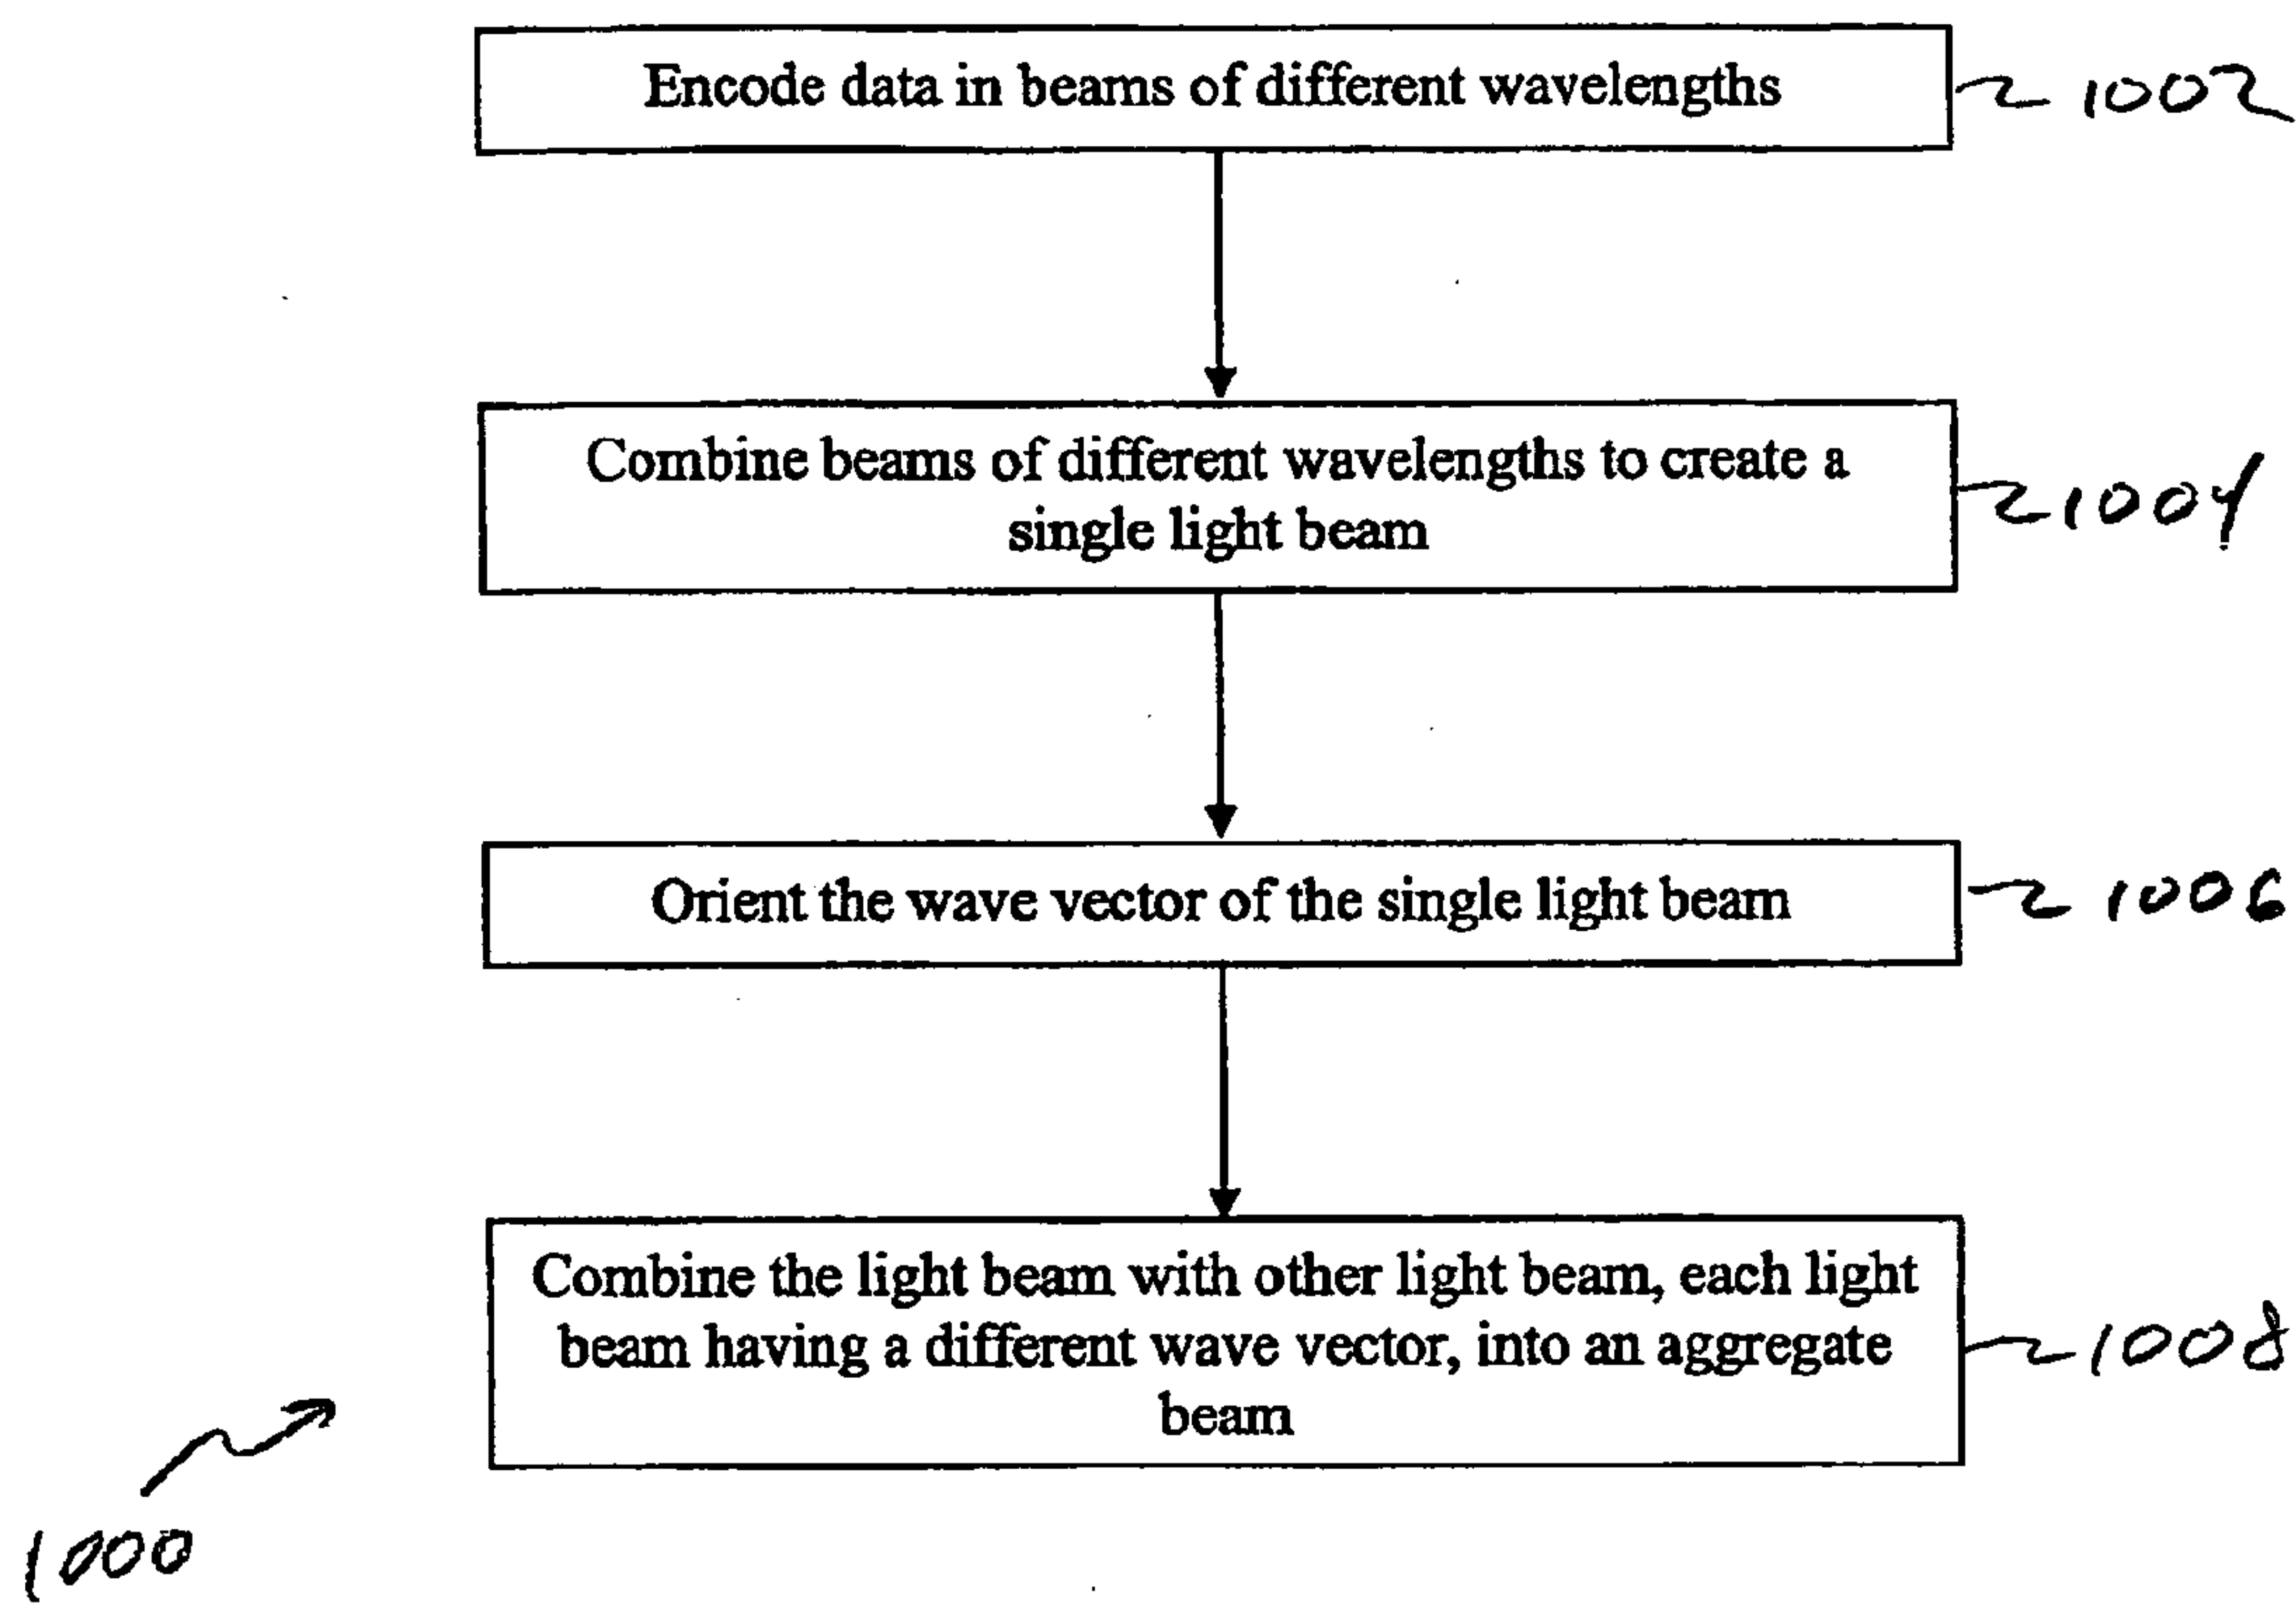 Encode data in beams of different wavelengths
1002
Combine beams of different wavelengths to create a
single light beam
1004
Orient the wave vector of the single light beam
1006
Combine the light beam with other light beam, each light
beam having a different wave vector, into an aggregate
beam
1008
1000